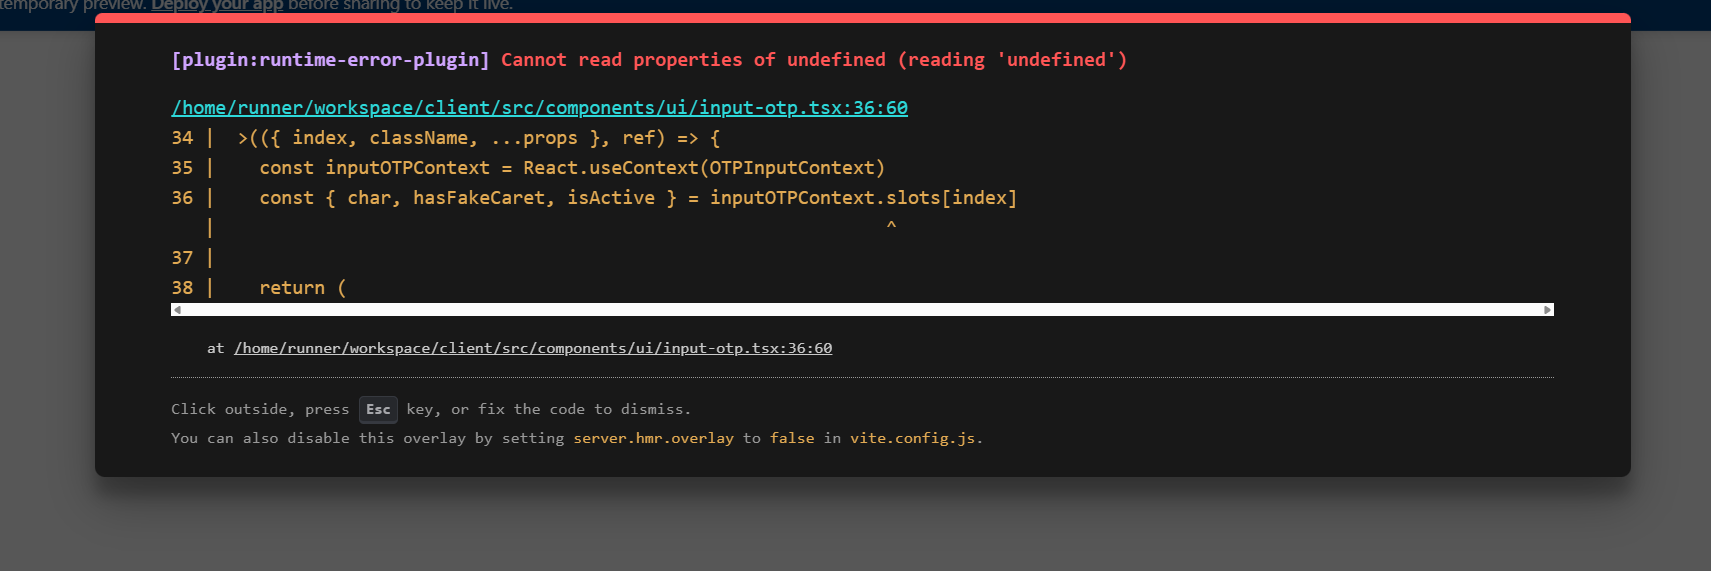 temporary preview. Deploy your app before sharing to keep it live.
[plugin:runtime-error-plugin] Cannot read properties of undefined (reading 'undefined')
/home/runner/workspace/client/src/components/ui/input-otp.tsx:36:60
34 |  >(({ index, className, ...props }, ref) => {
35 |    const inputOTPContext = React.useContext(OTPInputContext)
36 |    const { char, hasFakeCaret, isActive } = inputOTPContext.slots[index]
   |                                                             ^
37 |
38 |    return (
at /home/runner/workspace/client/src/components/ui/input-otp.tsx:36:60
Click outside, press Esc key, or fix the code to dismiss.
You can also disable this overlay by setting server.hmr.overlay to false in vite.config.js.